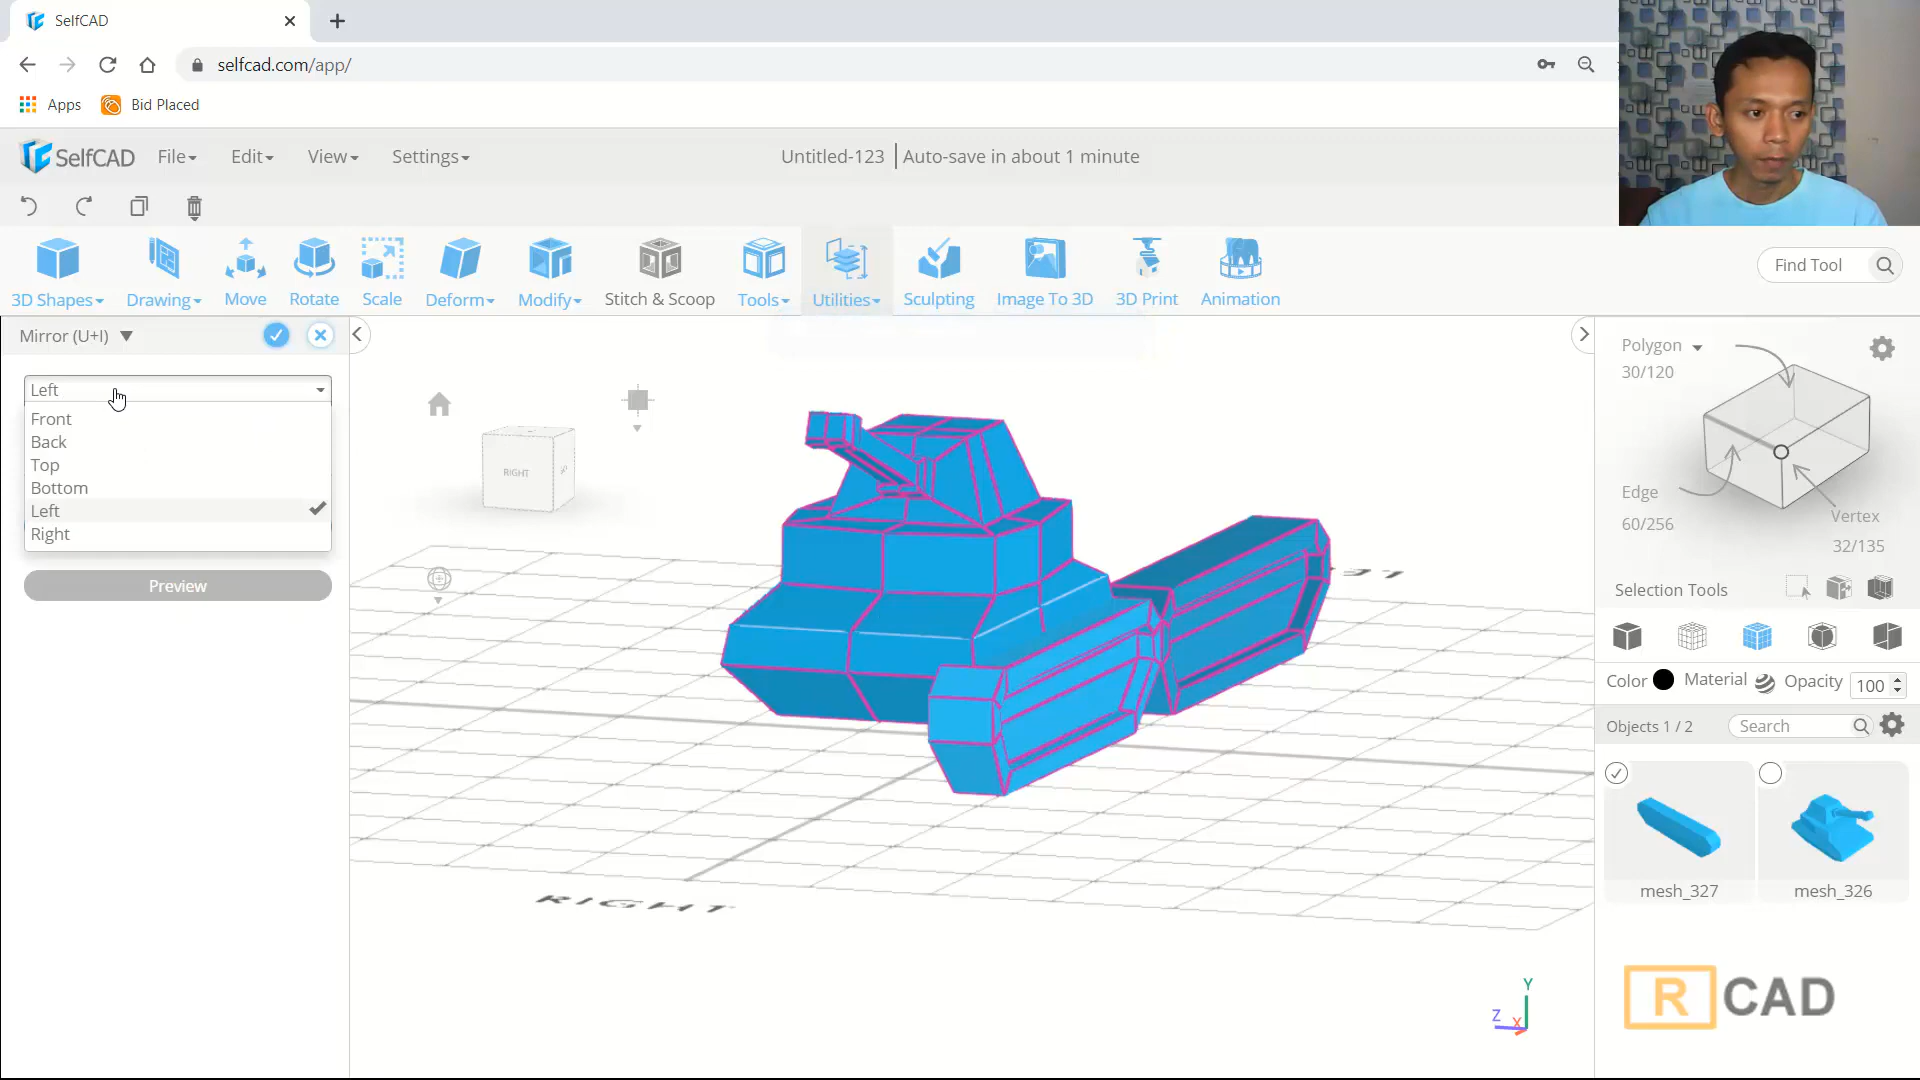 SelfCAD
selfcad.com/app/
Apps
Bid Placed
SelfCAD
File
Edit
View
Settings
Untitled-123
Auto-save in about 1 minute
3D Shapes
Drawing
Move
Rotate
Scale
Deform
Modify
Stitch & Scoop
Tools
Utilities
Sculpting
Image To 3D
3D Print
Animation
Find Tool
Mirror (U+I)
Left
Front
Back
Top
Bottom
Left
Right
Preview
RIGHT
RIGHT
Z
X
Y
Polygon
30/120
Edge
60/256
Vertex
32/135
Selection Tools
Color
Material
Opacity
100
Objects 1 / 2
Search
mesh_327
mesh_326
R CAD